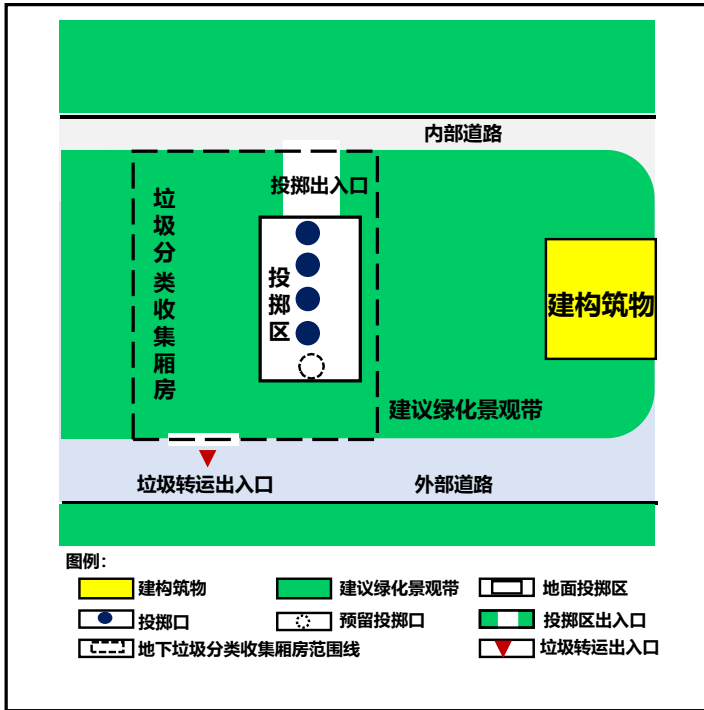 内部道路
投掷出入口
垃圾分类收集厢房
投掷区
建构筑物
建议绿化景观带
垃圾转运出入口
外部道路
图例：
建构筑物
建议绿化景观带
地面投掷区
投掷口
预留投掷口
投掷区出入口
地下垃圾分类收集厢房范围线
垃圾转运出入口